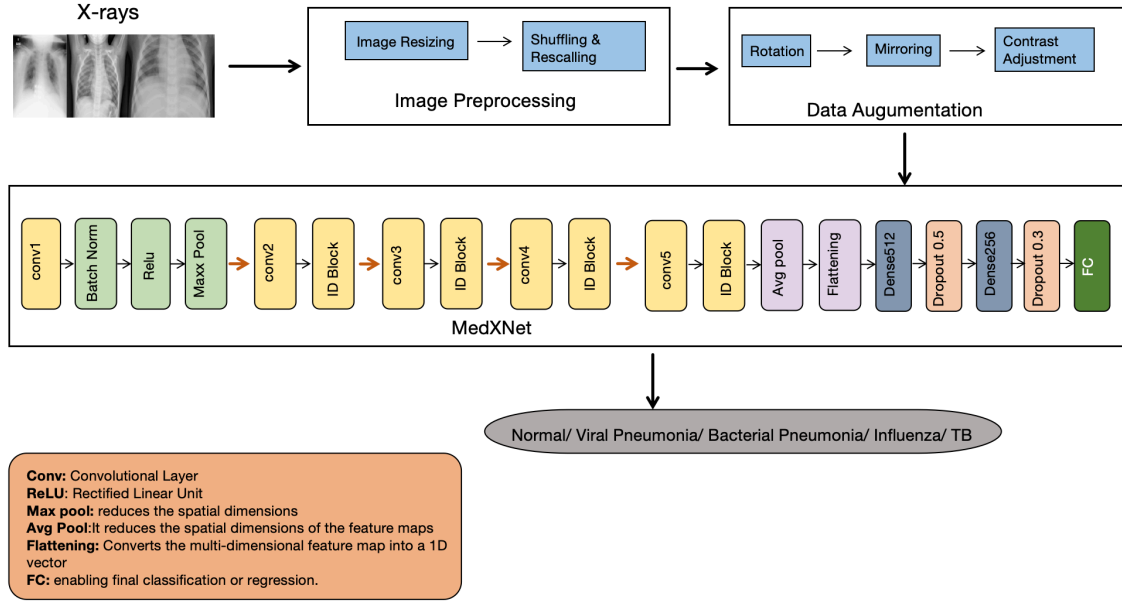 X-rays
Image Resizing
Shuffling &
Rescalling
Image Preprocessing
Rotation
Mirroring
Contrast
Adjustment
Data Augumentation
conv1
Batch Norm
Relu
Maxx Pool
conv2
ID Block
conv3
ID Block
conv4
ID Block
conv5
ID Block
Avg pool
Flattening
Dense512
Dropout 0.5
Dense256
Dropout 0.3
FC
MedXNet
Normal/ Viral Pneumonia/ Bacterial Pneumonia/ Influenza/ TB
Conv: Convolutional Layer
ReLU: Rectified Linear Unit
Max pool: reduces the spatial dimensions
Avg Pool:It reduces the spatial dimensions of the feature maps
Flattening: Converts the multi-dimensional feature map into a 1D
vector
FC: enabling final classification or regression.